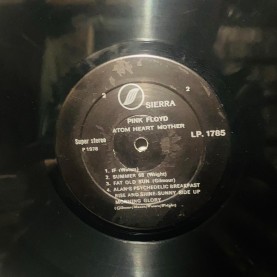 2
2
SIERRA
PINK FLOYD
ATOM HEART MOTHER
Super stereo
LP. 1785
P 1978
1. IF (Waters)
2. SUMMER 68 (Wright)
3. FAT OLD SUN (Gilmour)
4. ALAN'S PSYCHEDELIC BREAKFAST
RISE AND SHINE-SUNNY SIDE UP
MORNING GLORY